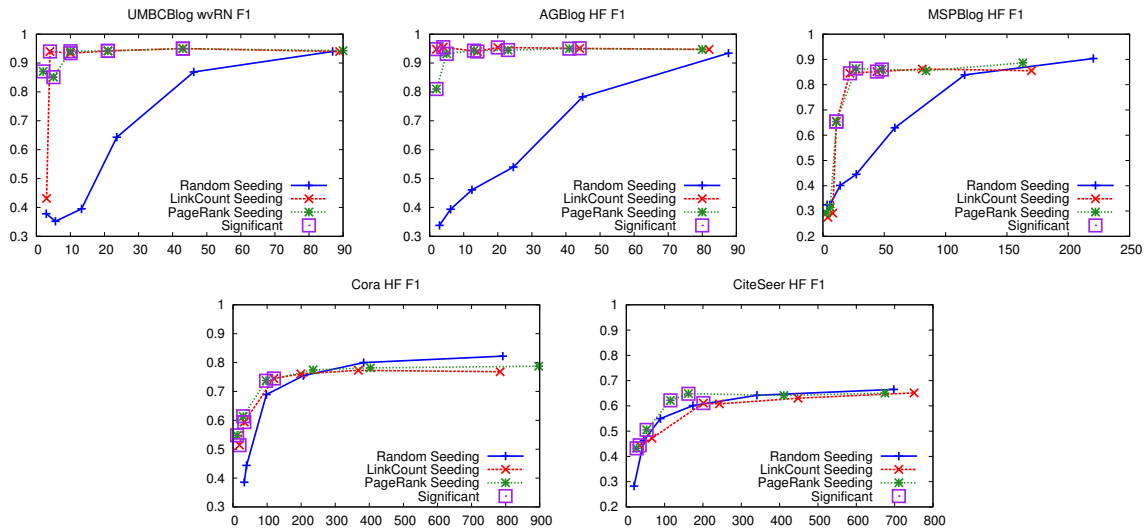 UMBCBlog wvRN F1
1
0.9
0.8
0.7
0.6
0.5
0.4
0.3
0 10 20 30 40 50 60 70 80 90
Random Seeding
LinkCount Seeding
PageRank Seeding
Significant
AGBlog HF F1
1
0.9
0.8
0.7
0.6
0.5
0.4
0.3
0 10 20 30 40 50 60 70 80 90
Random Seeding
LinkCount Seeding
PageRank Seeding
Significant
MSPBlog HF F1
1
0.9
0.8
0.7
0.6
0.5
0.4
0.3
0.2
0 50 100 150 200 250
Random Seeding
LinkCount Seeding
PageRank Seeding
Significant
Cora HF F1
1
0.9
0.8
0.7
0.6
0.5
0.4
0.3
0 100 200 300 400 500 600 700 800 900
Random Seeding
LinkCount Seeding
PageRank Seeding
Significant
CiteSeer HF F1
1
0.9
0.8
0.7
0.6
0.5
0.4
0.3
0.2
0 100 200 300 400 500 600 700 800
Random Seeding
LinkCount Seeding
PageRank Seeding
Significant